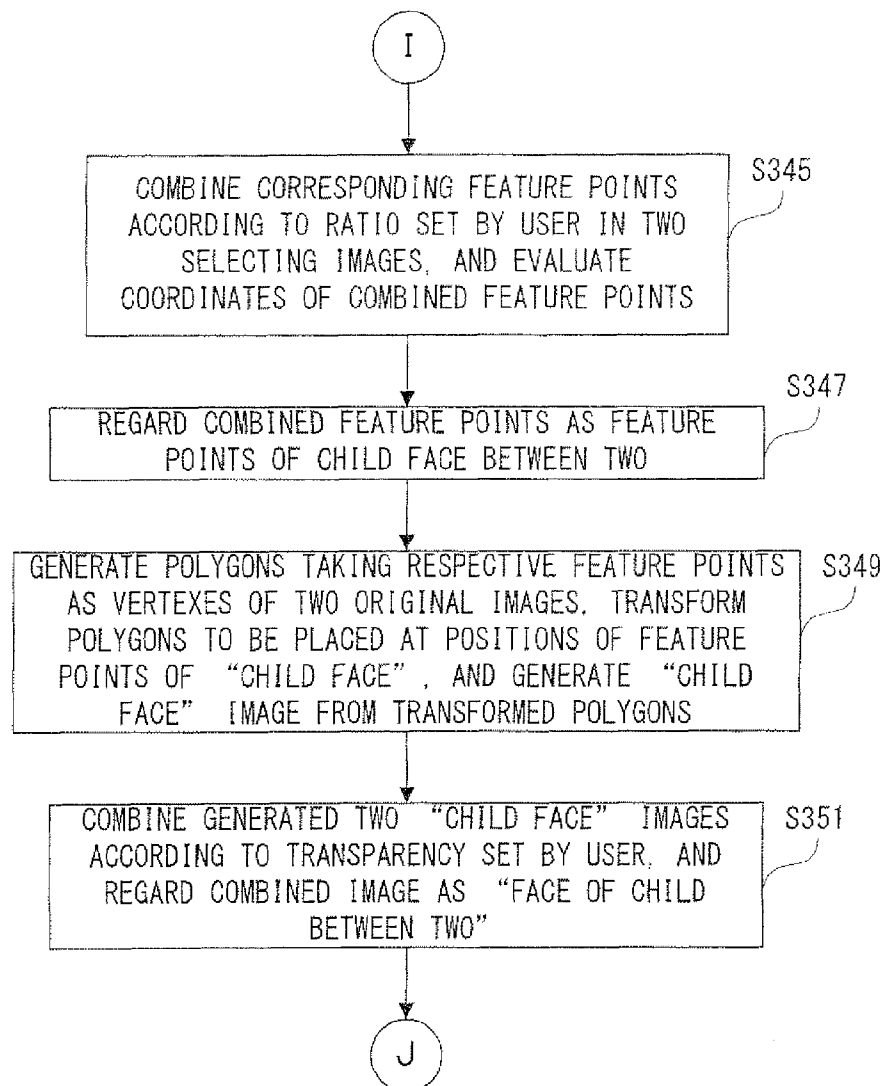 I
COMBINE CORRESPONDING FEATURE POINTS
ACCORDING TO RATIO SET BY USER IN TWO
SELECTING IMAGES, AND EVALUATE
COORDINATES OF COMBINED FEATURE POINTS
S345
REGARD COMBINED FEATURE POINTS AS FEATURE
POINTS OF CHILD FACE BETWEEN TWO
S347
GENERATE POLYGONS TAKING RESPECTIVE FEATURE POINTS
AS VERTEXES OF TWO ORIGINAL IMAGES, TRANSFORM
POLYGONS TO BE PLACED AT POSITIONS OF FEATURE
POINTS OF “CHILD FACE”, AND GENERATE “CHILD
FACE” IMAGE FROM TRANSFORMED POLYGONS
S349
COMBINE GENERATED TWO “CHILD FACE” IMAGES
ACCORDING TO TRANSPARENCY SET BY USER, AND
REGARD COMBINED IMAGE AS “FACE OF CHILD
BETWEEN TWO”
S351
J